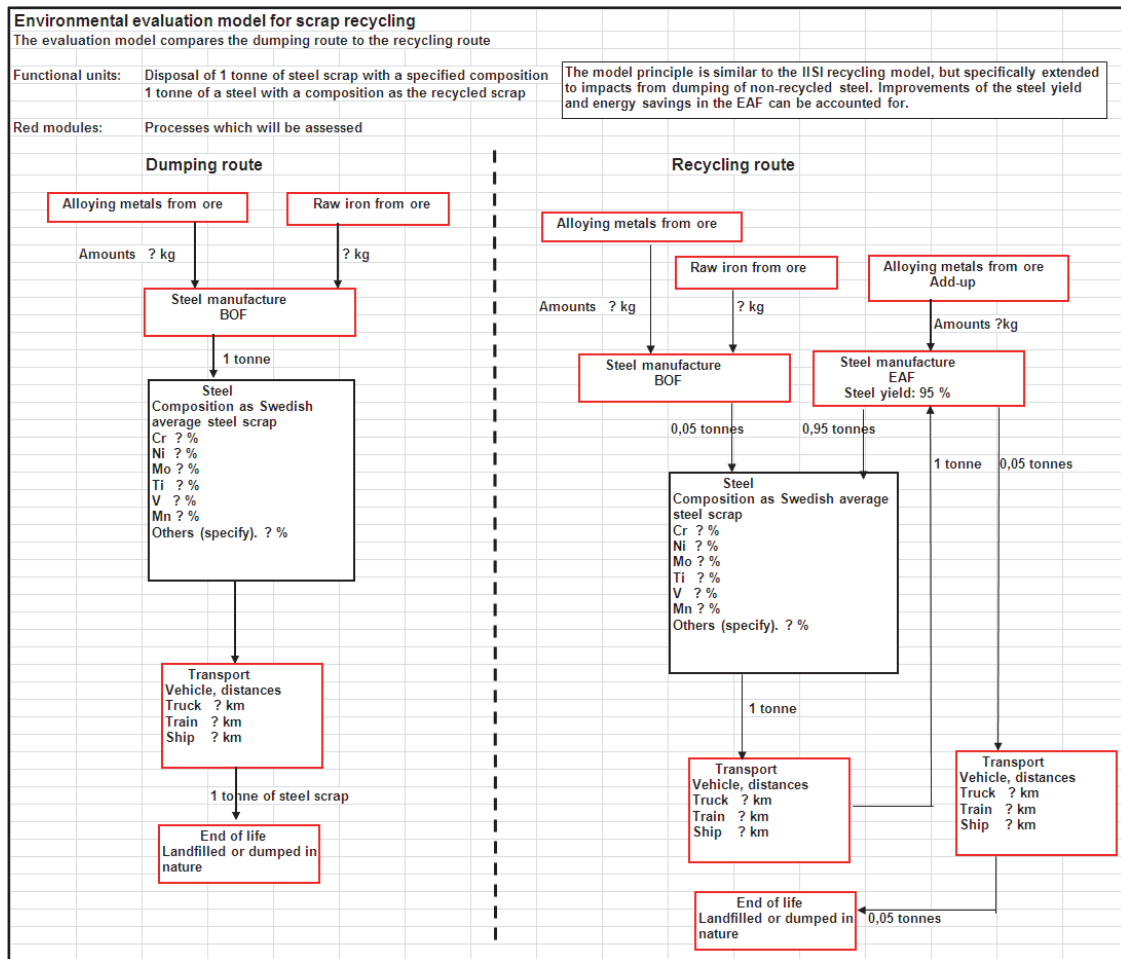 Environmental evaluation model for scrap recycling
The evaluation model compares the dumping route to the recycling route
Functional units: Disposal of 1 tonne of steel scrap with a specified composition
1 tonne of a steel with a composition as the recycled scrap
The model principle is similar to the IISI recycling model, but specifically extended
to impacts from dumping of non-recycled steel. Improvements of the steel yield
and energy savings in the EAF can be accounted for.
Red modules: Processes which will be assessed
Dumping route
Alloying metals from ore
Raw iron from ore
Amounts ? kg
? kg
Steel manufacture
BOF
1 tonne
Steel
Composition as Swedish
average steel scrap
Cr ? %
Ni ? %
Mo ? %
Ti ? %
V ? %
Mn ? %
Others (specify). ? %
Transport
Vehicle, distances
Truck ? km
Train ? km
Ship ? km
1 tonne of steel scrap
End of life
Landfilled or dumped in
nature
Recycling route
Alloying metals from ore
Raw iron from ore
Alloying metals from ore
Add-up
Amounts ? kg
? kg
Amounts ?kg
Steel manufacture
BOF
Steel manufacture
EAF
Steel yield: 95 %
0,05 tonnes
0,95 tonnes
1 tonne
0,05 tonnes
Steel
Composition as Swedish average
steel scrap
Cr ? %
Ni ? %
Mo ? %
Ti ? %
V ? %
Mn ? %
Others (specify). ? %
1 tonne
Transport
Vehicle, distances
Truck ? km
Train ? km
Ship ? km
Transport
Vehicle, distances
Truck ? km
Train ? km
Ship ? km
End of life
Landfilled or dumped in
nature
0,05 tonnes